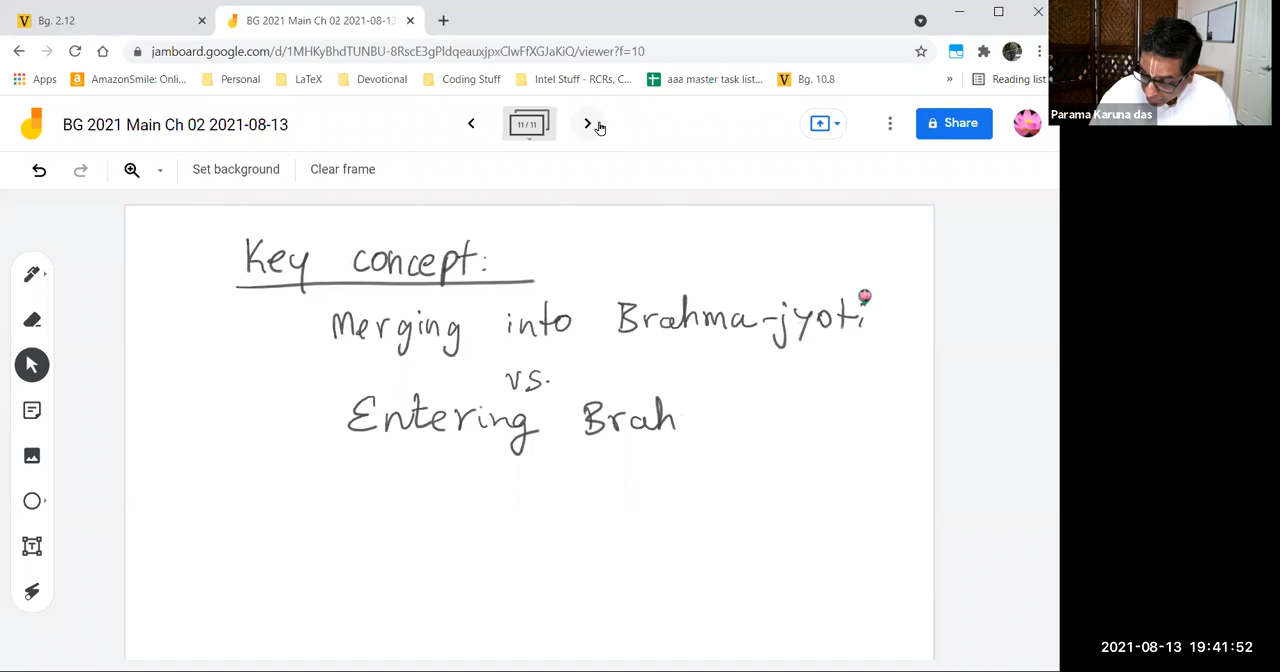 Bg. 2.12
BG 2021 Main Ch 02 2021-08-13
jamboard.google.com/d/1MHKyBhdTUNBU-8RscE3gPldqeauxjpxClwFfXGJaKiQ/viewer?f=10
Apps
AmazonSmile: Onli...
Personal
LaTeX
Devotional
Coding Stuff
Intel Stuff - RCRs, C...
aaa master task list...
Bg. 10.8
»
Reading list
Parama Karuna das
BG 2021 Main Ch 02 2021-08-13
11 / 11
Share
Set background
Clear frame
Key concept:
Merging into Brahma-jyoti
vs.
Entering Brah
2021-08-13 19:41:52